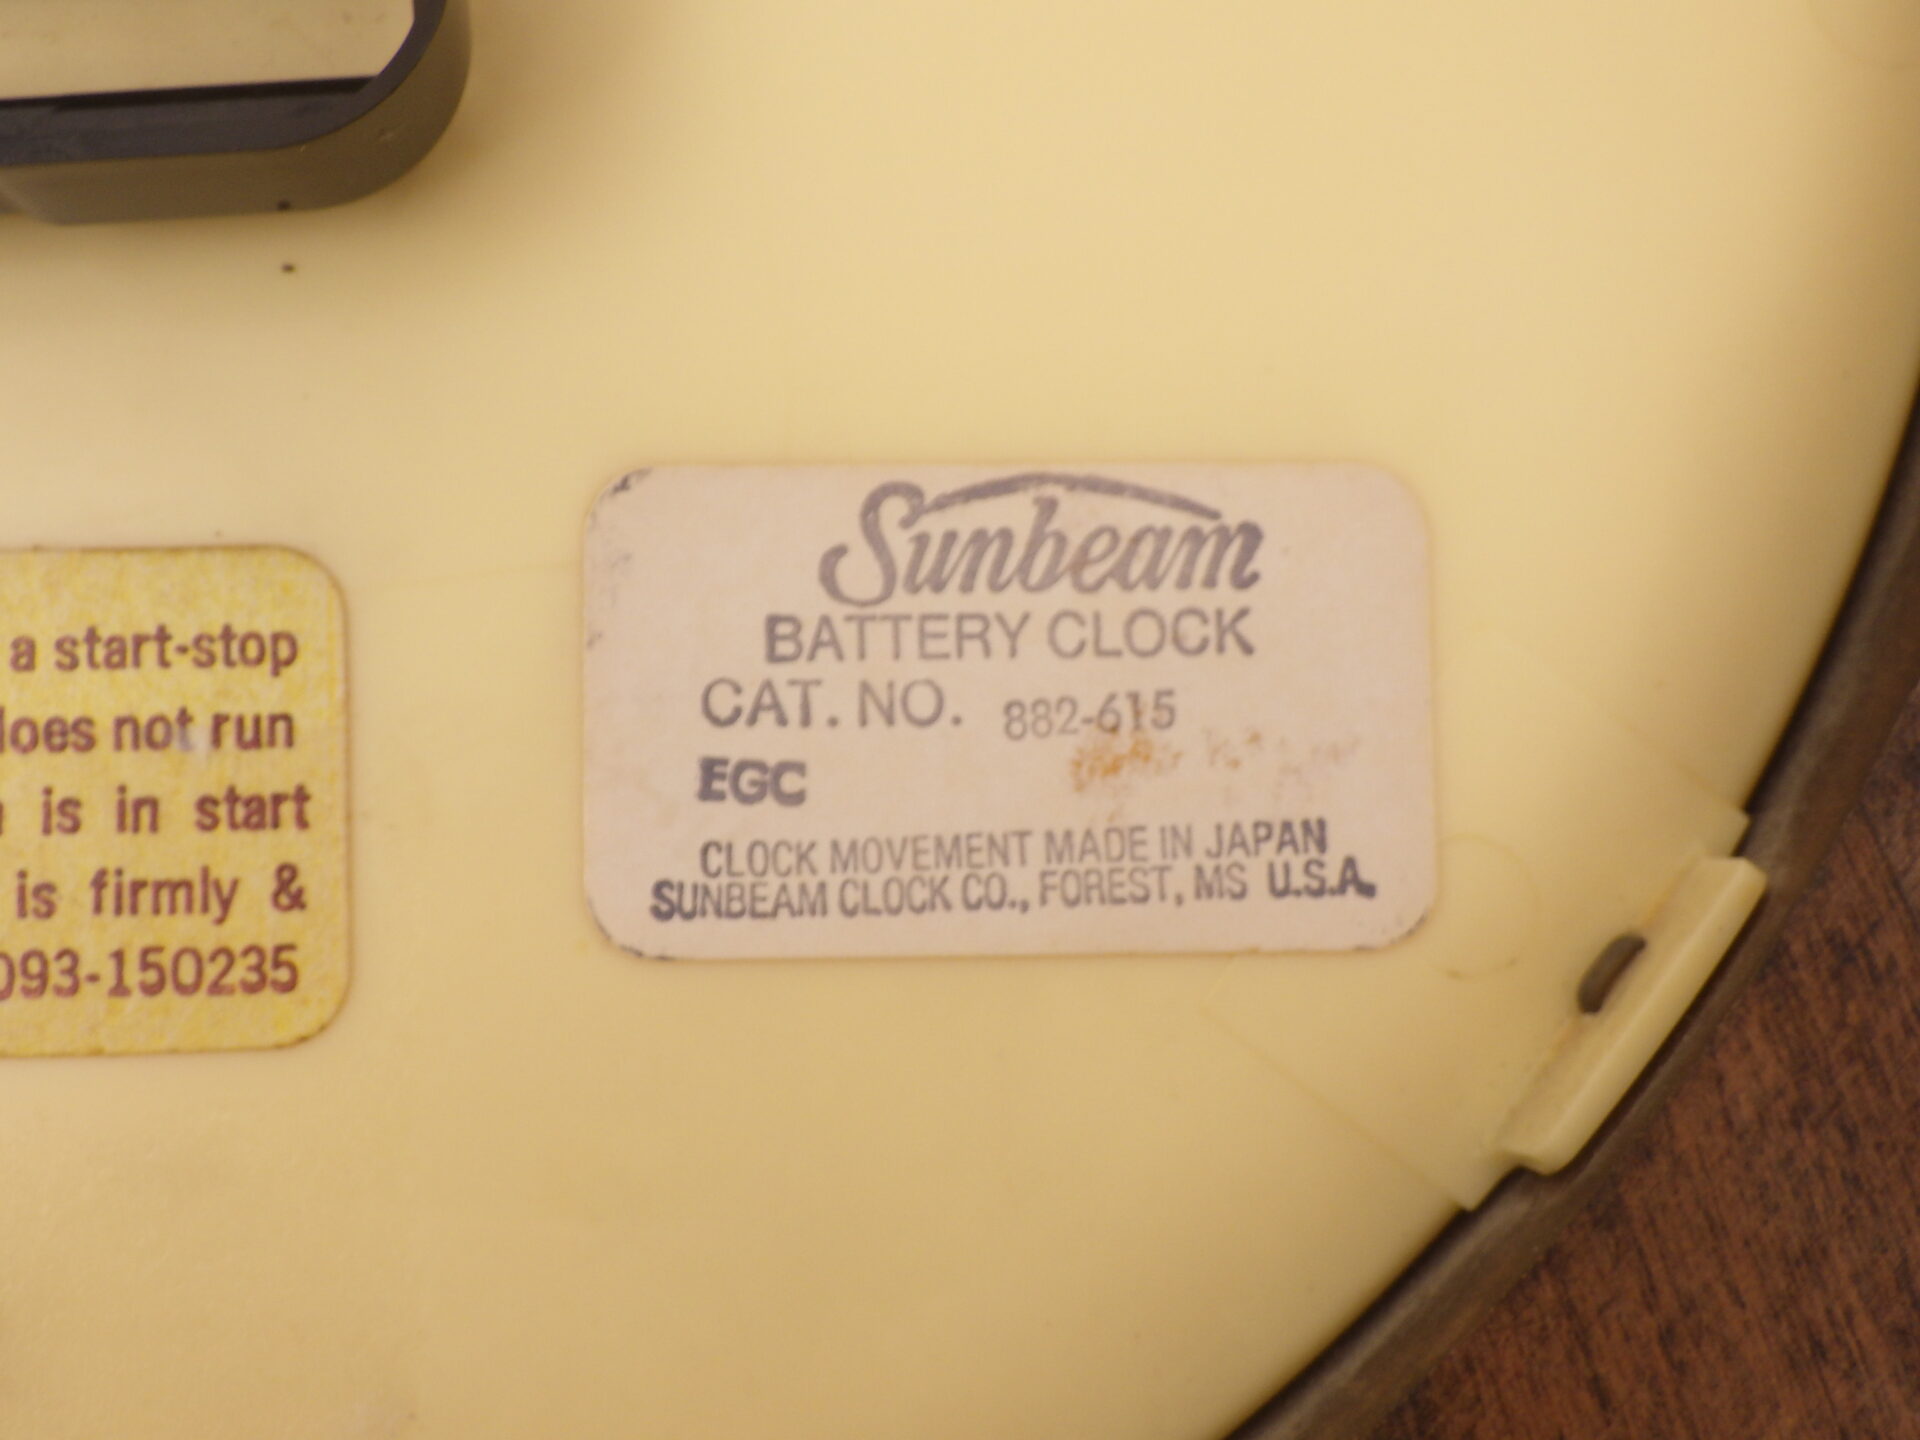 a start-stop
does not run
is in start
is firmly &
093-150235
Sunbeam
BATTERY CLOCK
CAT. NO. 882-615
EGC
CLOCK MOVEMENT MADE IN JAPAN
SUNBEAM CLOCK CO., FOREST, MS U.S.A.